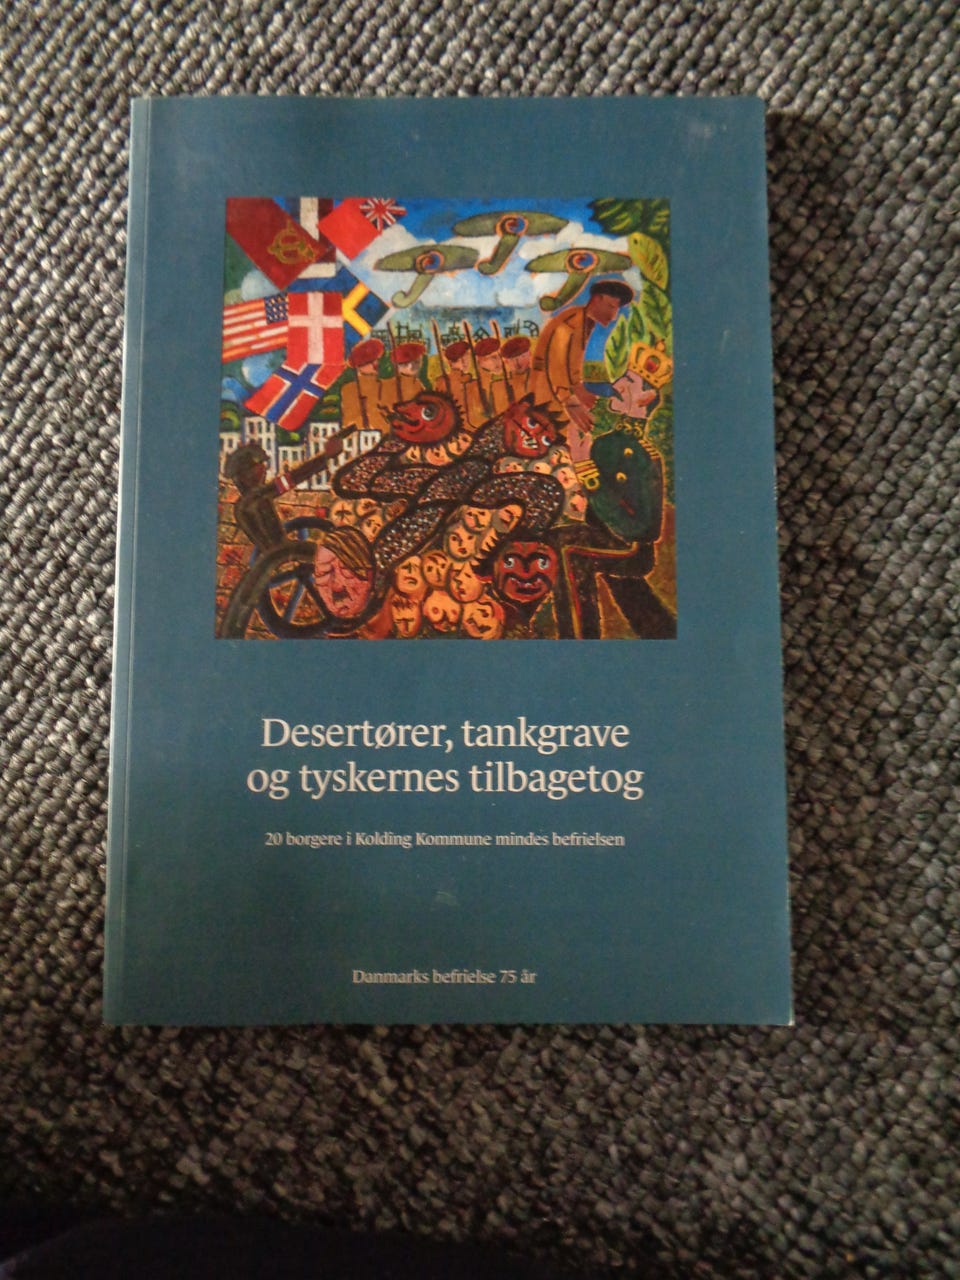 Desertører, tankgrave
og tyskernes tilbagetog
20 borgere i Kolding Kommune mindes befrielsen
Danmarks befrielse 75 år